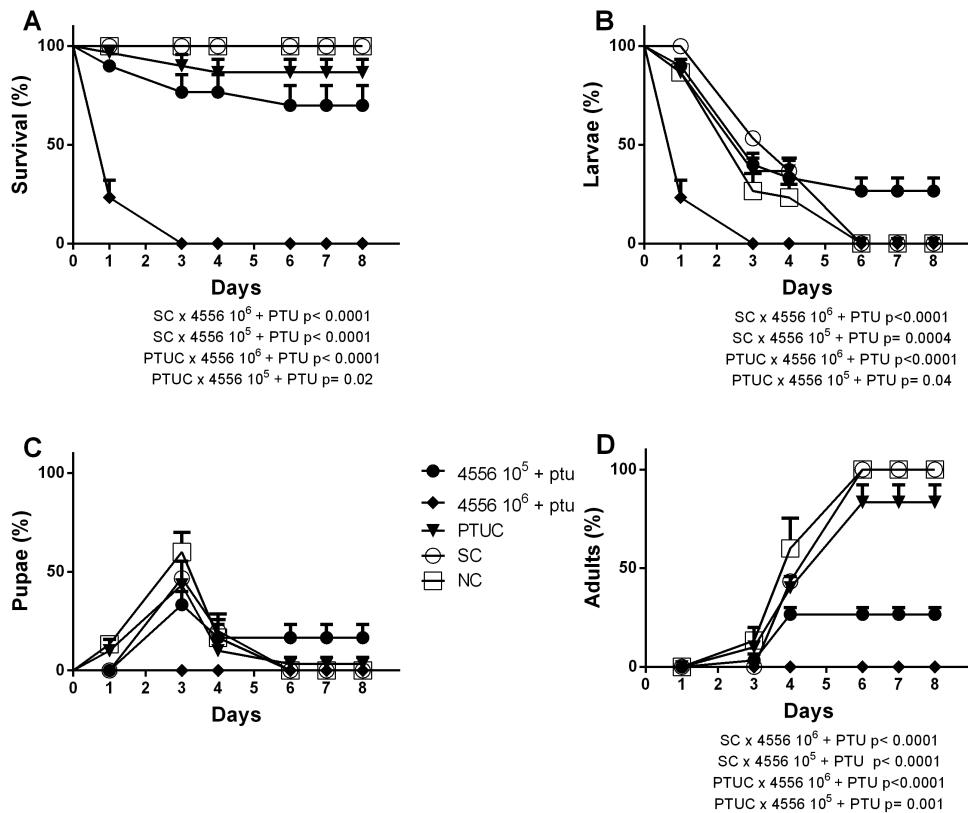 A
Survival (%)
100
50
0
0 1 2 3 4 5 6 7 8
Days
SC x 4556 10⁶ + PTU p< 0.0001
SC x 4556 10⁵ + PTU p< 0.0001
PTUC x 4556 10⁶ + PTU p< 0.0001
PTUC x 4556 10⁵ + PTU p= 0.02
B
Larvae (%)
100
50
0
0 1 2 3 4 5 6 7 8
Days
SC x 4556 10⁶ + PTU p<0.0001
SC x 4556 10⁵ + PTU p= 0.0004
PTUC x 4556 10⁶ + PTU p<0.0001
PTUC x 4556 10⁵ + PTU p= 0.04
C
Pupae (%)
100
50
0
0 1 2 3 4 5 6 7 8
Days
4556 10⁵ + ptu
4556 10⁶ + ptu
PTUC
SC
NC
D
Adults (%)
100
50
0
0 1 2 3 4 5 6 7 8
Days
SC x 4556 10⁶ + PTU p< 0.0001
SC x 4556 10⁵ + PTU p< 0.0001
PTUC x 4556 10⁶ + PTU p<0.0001
PTUC x 4556 10⁵ + PTU p= 0.001